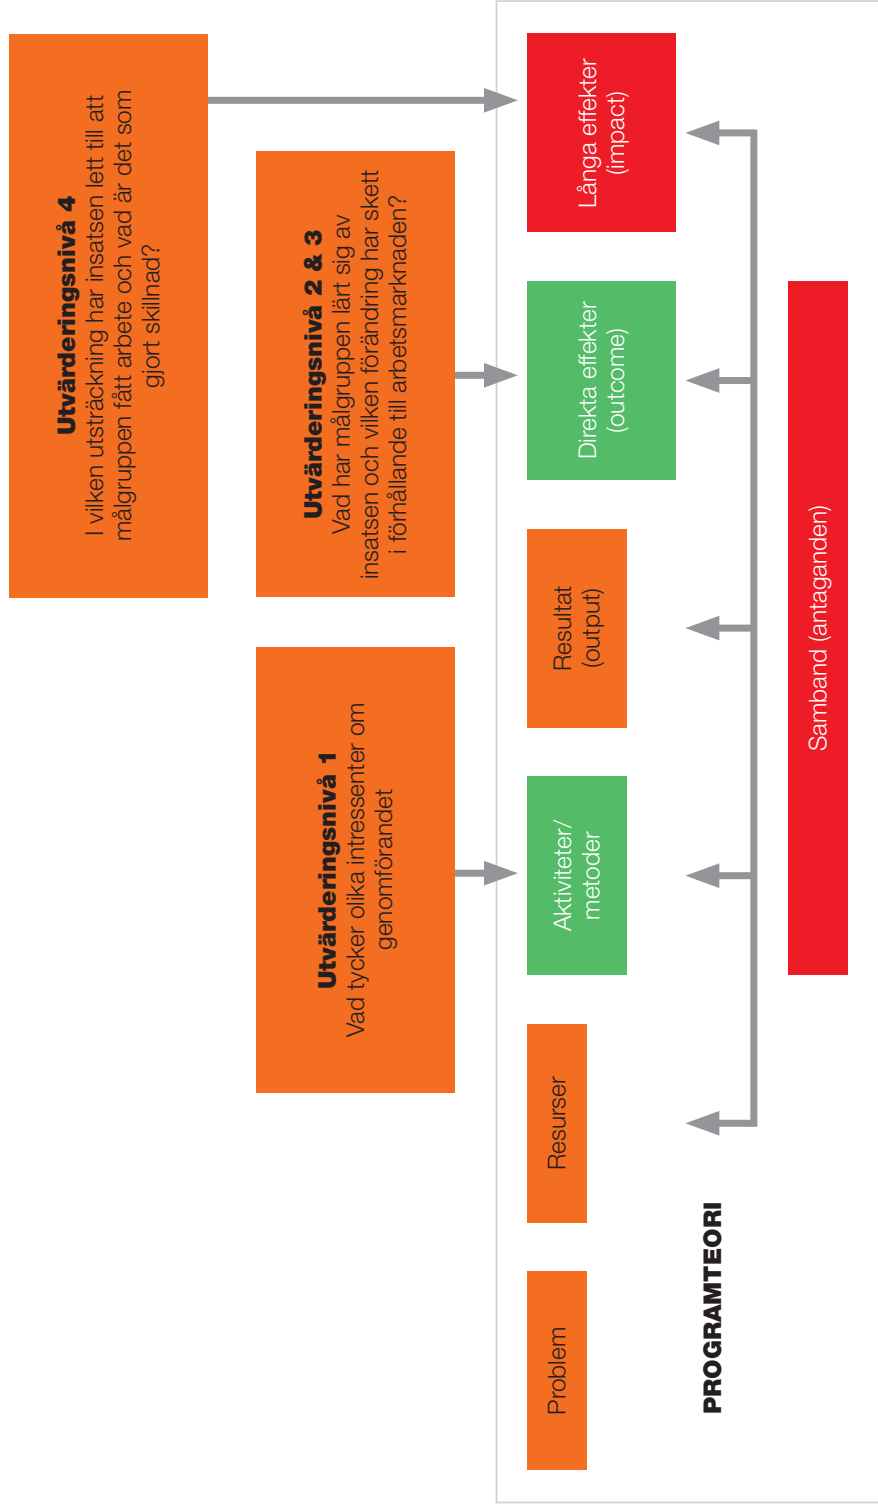 Utvärderingsnivå 4
I vilken utsträckning har insatsen lett till att
målgruppen fått arbete och vad är det som
gjort skillnad?
Utvärderingsnivå 1
Vad tycker olika intressenter om
genomförandet
Utvärderingsnivå 2 & 3
Vad har målgruppen lärt sig av
insatsen och vilken förändring har skett
i förhållande till arbetsmarknaden?
Problem
Resurser
Aktiviteter/
metoder
Resultat
(output)
Direkta effekter
(outcome)
Långa effekter
(impact)
PROGRAMTEORI
Samband (antaganden)